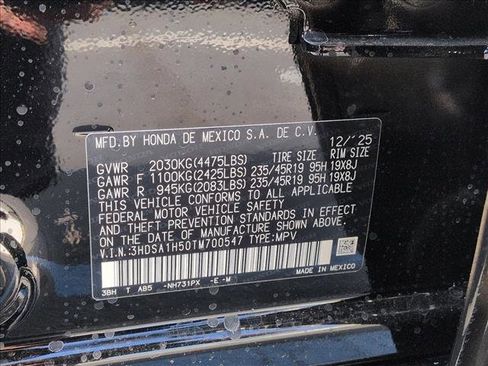 MFD.BY HONDA DE MEXICO S.A. DE C.V. 12/'25
GVWR 2030KG(4475LBS) TIRE SIZE RIM SIZE
GAWR F 1100KG(2425LBS) 235/45R19 95H 19X8J
GAWR R 945KG(2083LBS) 235/45R19 95H 19X8J
THIS VEHICLE CONFORMS TO ALL APPLICABLE
FEDERAL MOTOR VEHICLE SAFETY
AND THEFT PREVENTION STANDARDS IN EFFECT
ON THE DATE OF MANUFACTURE SHOWN ABOVE.
V.I.N.:3HDSA1H50TM700547 TYPE:MPV
3BH T AB5 -NH731PX -E -M MADE IN MEXICO